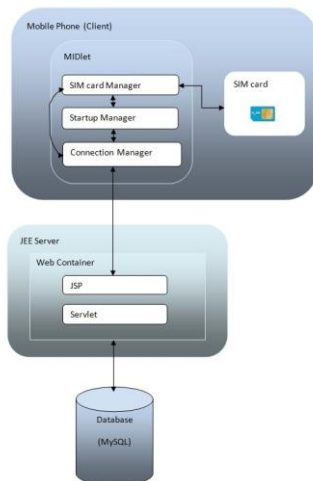 Mobile Phone (Client)
MIDlet
SIM card Manager
SIM card
Startup Manager
Connection Manager
JEE Server
Web Container
JSP
Servlet
Database
(MySQL)